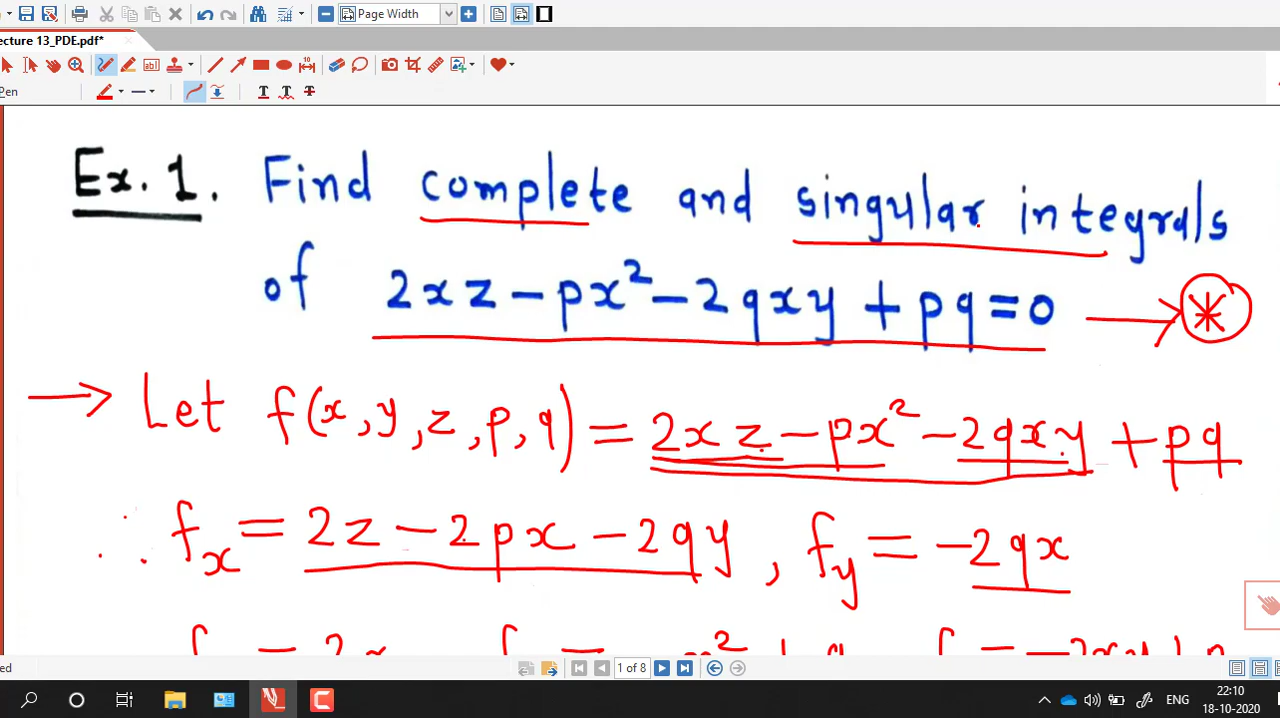 Page Width
ecture 13_PDE.pdf*
Pen
Ex. 1. Find complete and singular integrals
of 2xz − px² − 2qxy + pq = 0 → *
→ Let f(x, y, z, p, q) = 2xz − px² − 2qxy + pq
∴ fₓ = 2z − 2px − 2qy, f_y = −2qx
ed
1 of 8
ENG
22:10
18-10-2020